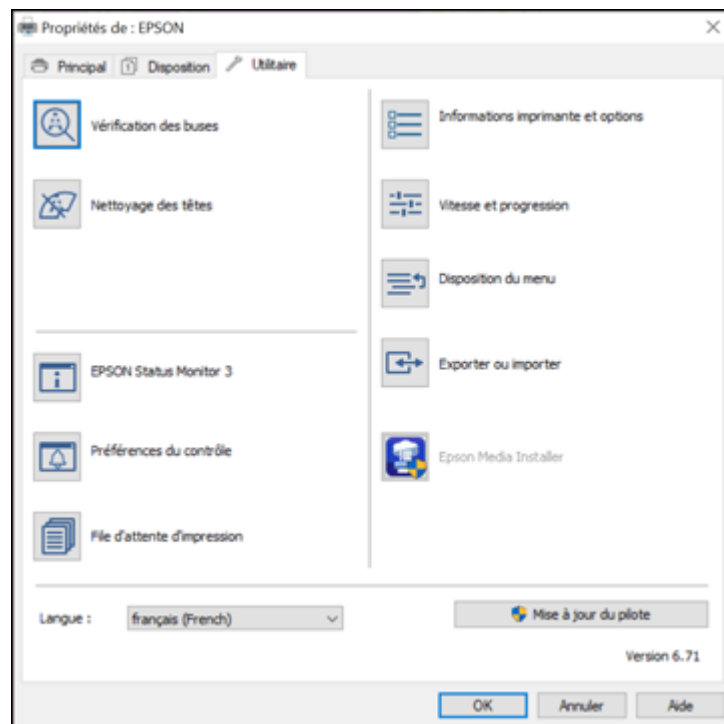 Propriétés de : EPSON
Principal
Disposition
Utilitaire
Vérification des buses
Nettoyage des têtes
EPSON Status Monitor 3
Préférences du contrôle
File d'attente d'impression
Informations imprimante et options
Vitesse et progression
Disposition du menu
Exporter ou importer
Epson Media Installer
Langue :
français (French)
Mise à jour du pilote
Version 6.71
OK
Annuler
Aide